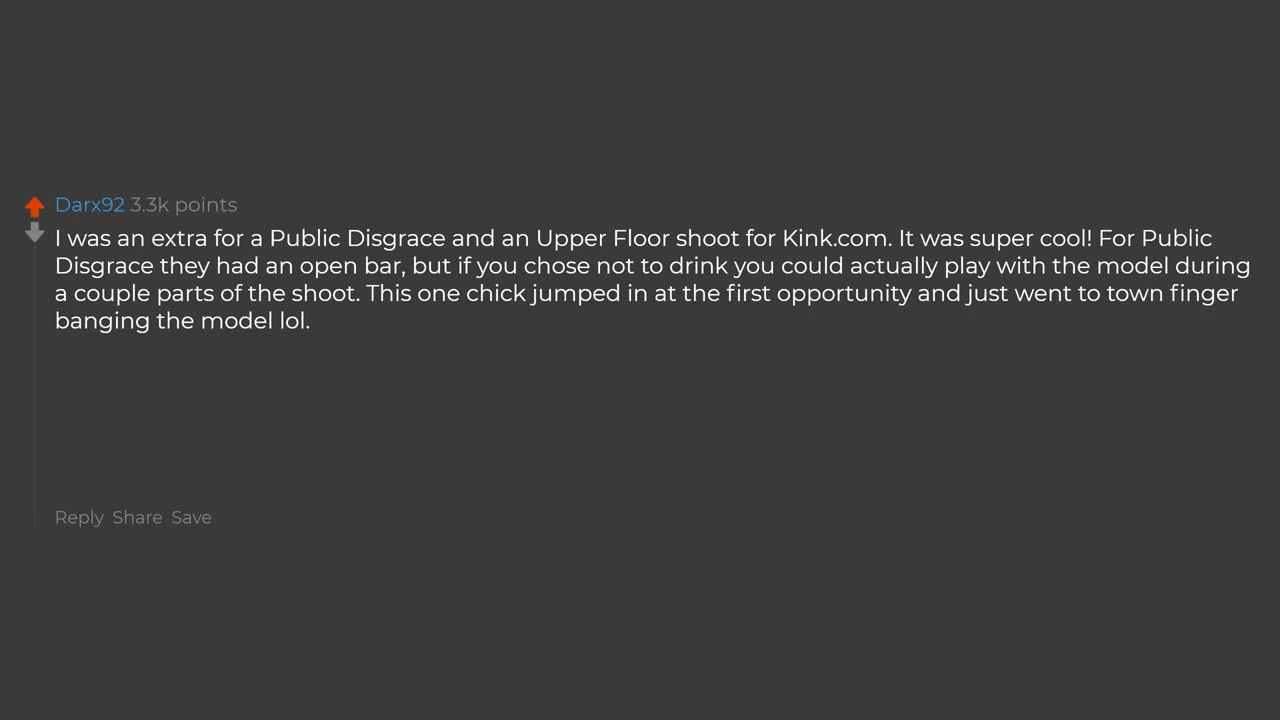 Darx92 3.3k points
I was an extra for a Public Disgrace and an Upper Floor shoot for Kink.com. It was super cool! For Public
Disgrace they had an open bar, but if you chose not to drink you could actually play with the model during
a couple parts of the shoot. This one chick jumped in at the first opportunity and just went to town finger
banging the model lol.
Reply Share Save